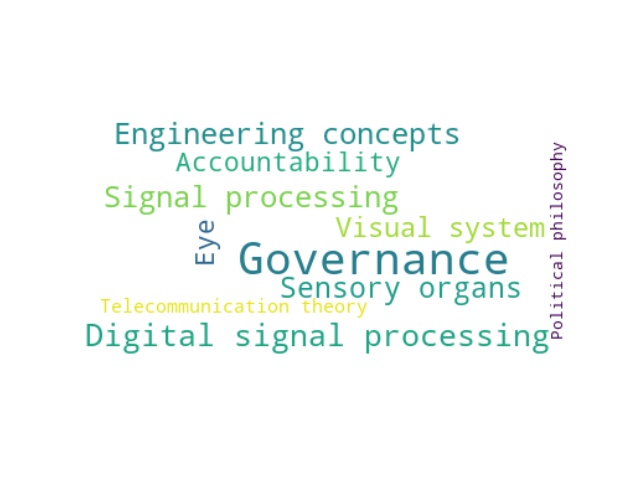 Engineering concepts
Accountability
Signal processing
Visual system
Eye
Governance
Sensory organs
Telecommunication theory
Digital signal processing
Political philosophy